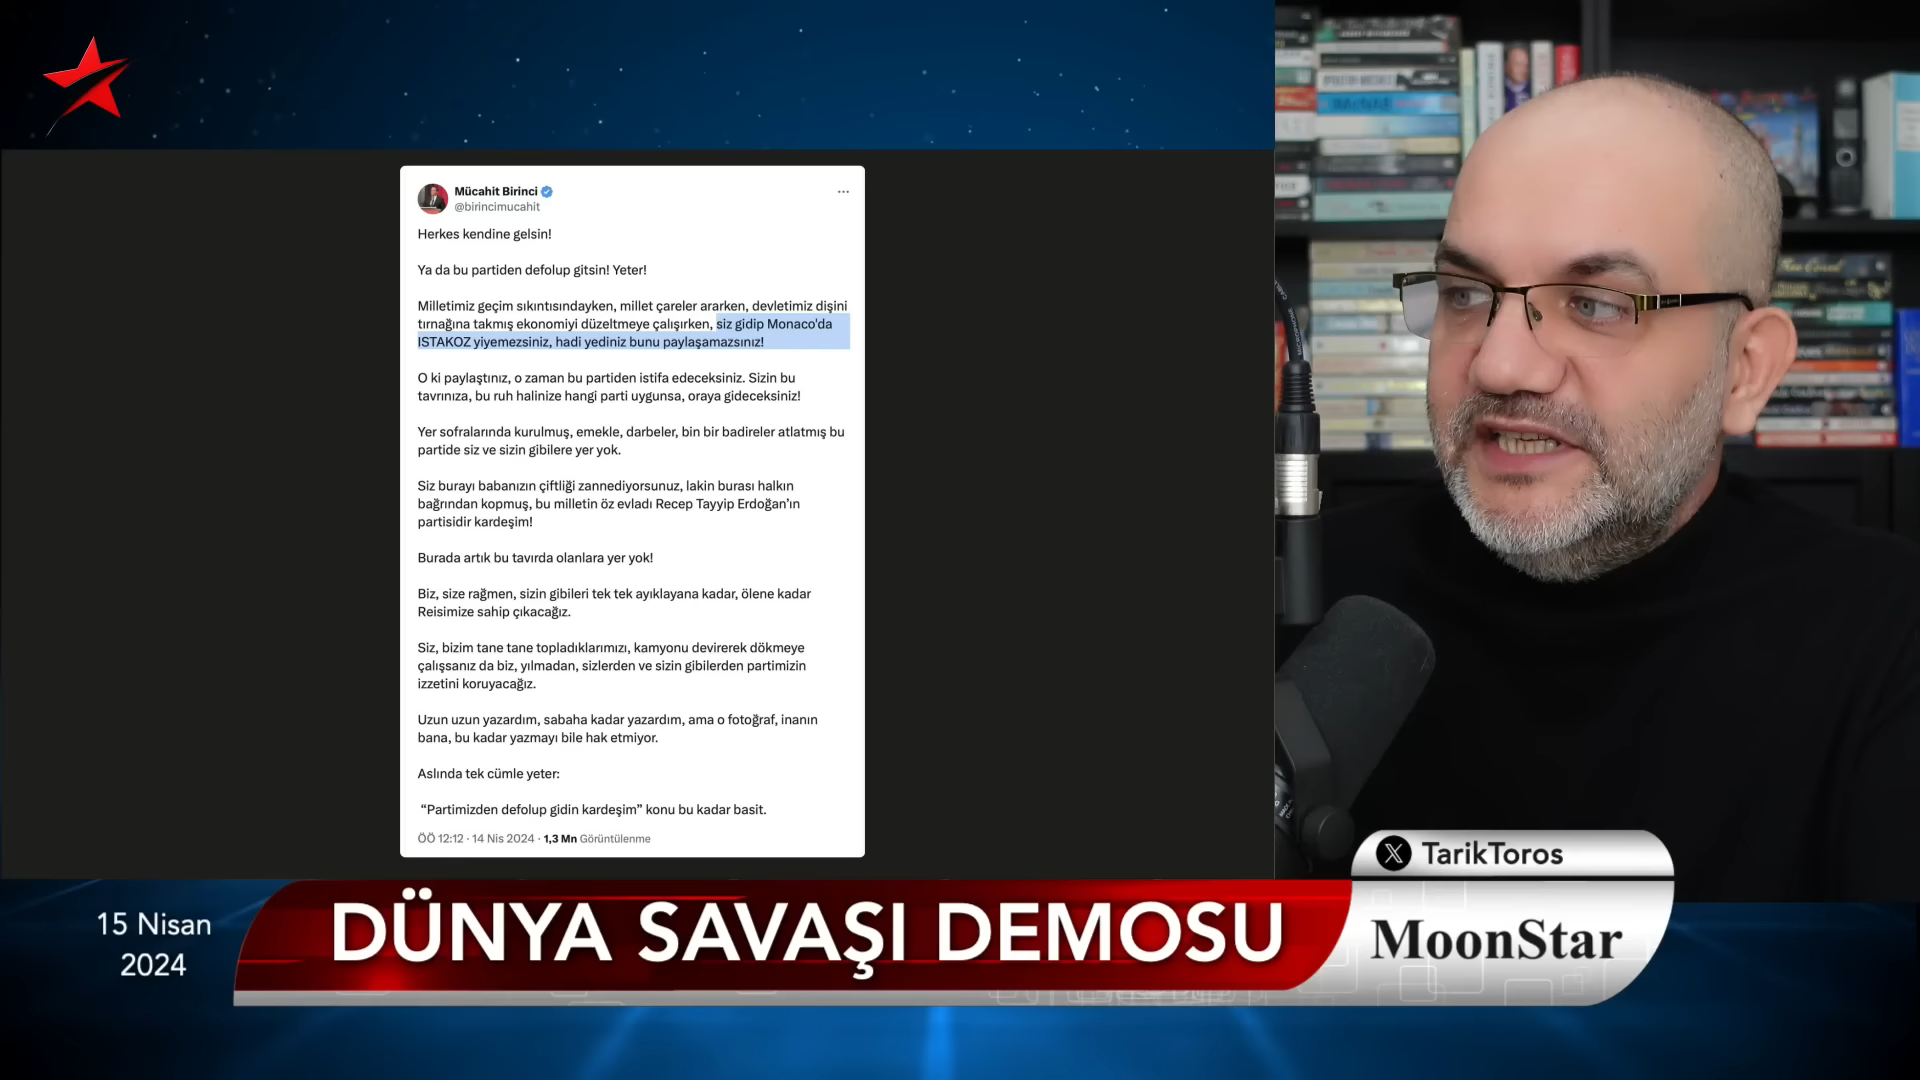 Mücahit Birinci
@birincimucahit
Herkes kendine gelsin!
Ya da bu partiden defolup gitsin! Yeter!
Milletimiz geçim sıkıntısındayken, millet çareler ararken, devletimiz dişini
tırnağına takmış ekonomiyi düzeltmeye çalışırken, siz gidip Monaco'da
ISTAKOZ yiyemezsiniz, hadi yediniz bunu paylaşamazsınız!
O ki paylaştınız, o zaman bu partiden istifa edeceksiniz. Sizin bu
tavrınıza, bu ruh halinize hangi parti uygunsa, oraya gideceksiniz!
Yer sofralarında kurulmuş, emekle, darbeler, bin bir badireler atlatmış bu
partide siz ve sizin gibilere yer yok.
Siz burayı babanızın çiftliği zannediyorsunuz, lakin burası halkın
bağrından kopmuş, bu milletin öz evladı Recep Tayyip Erdoğan’ın
partisidir kardeşim!
Burada artık bu tavırda olanlara yer yok!
Biz, size rağmen, sizin gibileri tek tek ayıklayana kadar, ölene kadar
Reisimize sahip çıkacağız.
Siz, bizim tane tane topladıklarımızı, kamyonu devirerek dökmeye
çalışsanız da biz, yılmadan, sizlerden ve sizin gibilerden partimizin
izzetini koruyacağız.
Uzun uzun yazardım, sabaha kadar yazardım, ama o fotoğraf, inanın
bana, bu kadar yazmayı bile hak etmiyor.
Aslında tek cümle yeter:
“Partimizden defolup gidin kardeşim” konu bu kadar basit.
ÖÖ 12:12 · 14 Nis 2024 · 1,3 Mn Görüntülenme
TarikToros
15 Nisan
2024
DÜNYA SAVAŞI DEMOSU
MoonStar